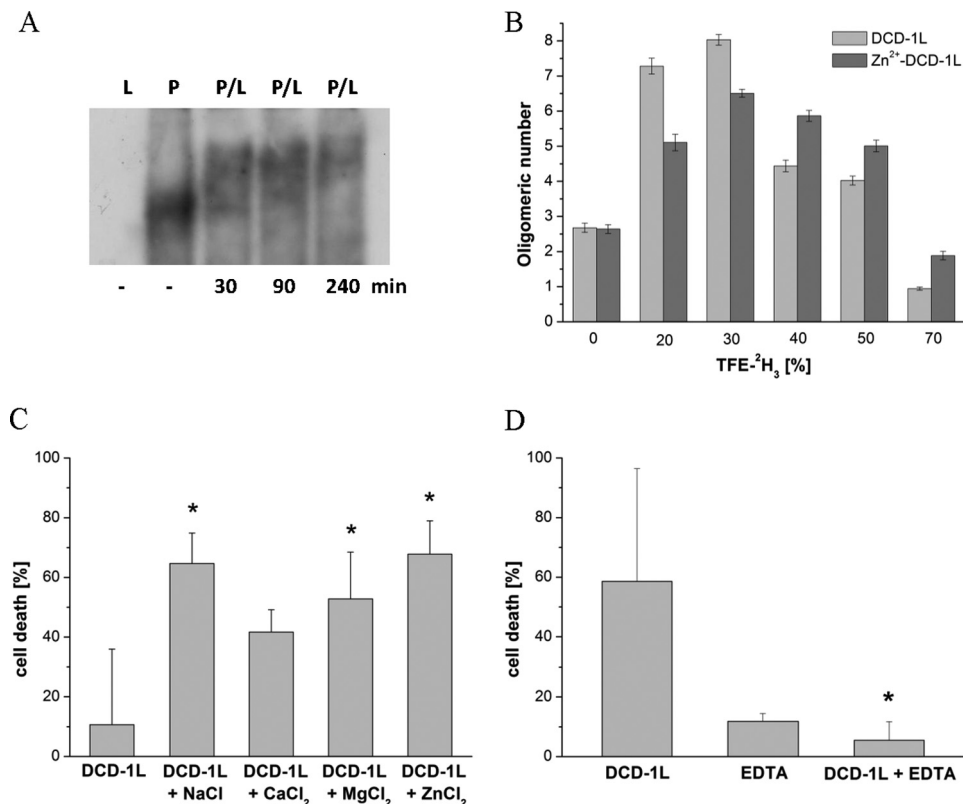 A
L P P/L P/L P/L
- - 30 90 240 min
B
DCD-1L
Zn²⁺-DCD-1L
Oligomeric number
8
7
6
5
4
3
2
1
0
0 20 30 40 50 70
TFE-²H₃ [%]
C
cell death [%]
100
80
60
40
20
0
* * *
DCD-1L DCD-1L DCD-1L DCD-1L DCD-1L
+ NaCl + CaCl₂ + MgCl₂ + ZnCl₂
D
cell death [%]
100
80
60
40
20
0
*
DCD-1L EDTA DCD-1L + EDTA